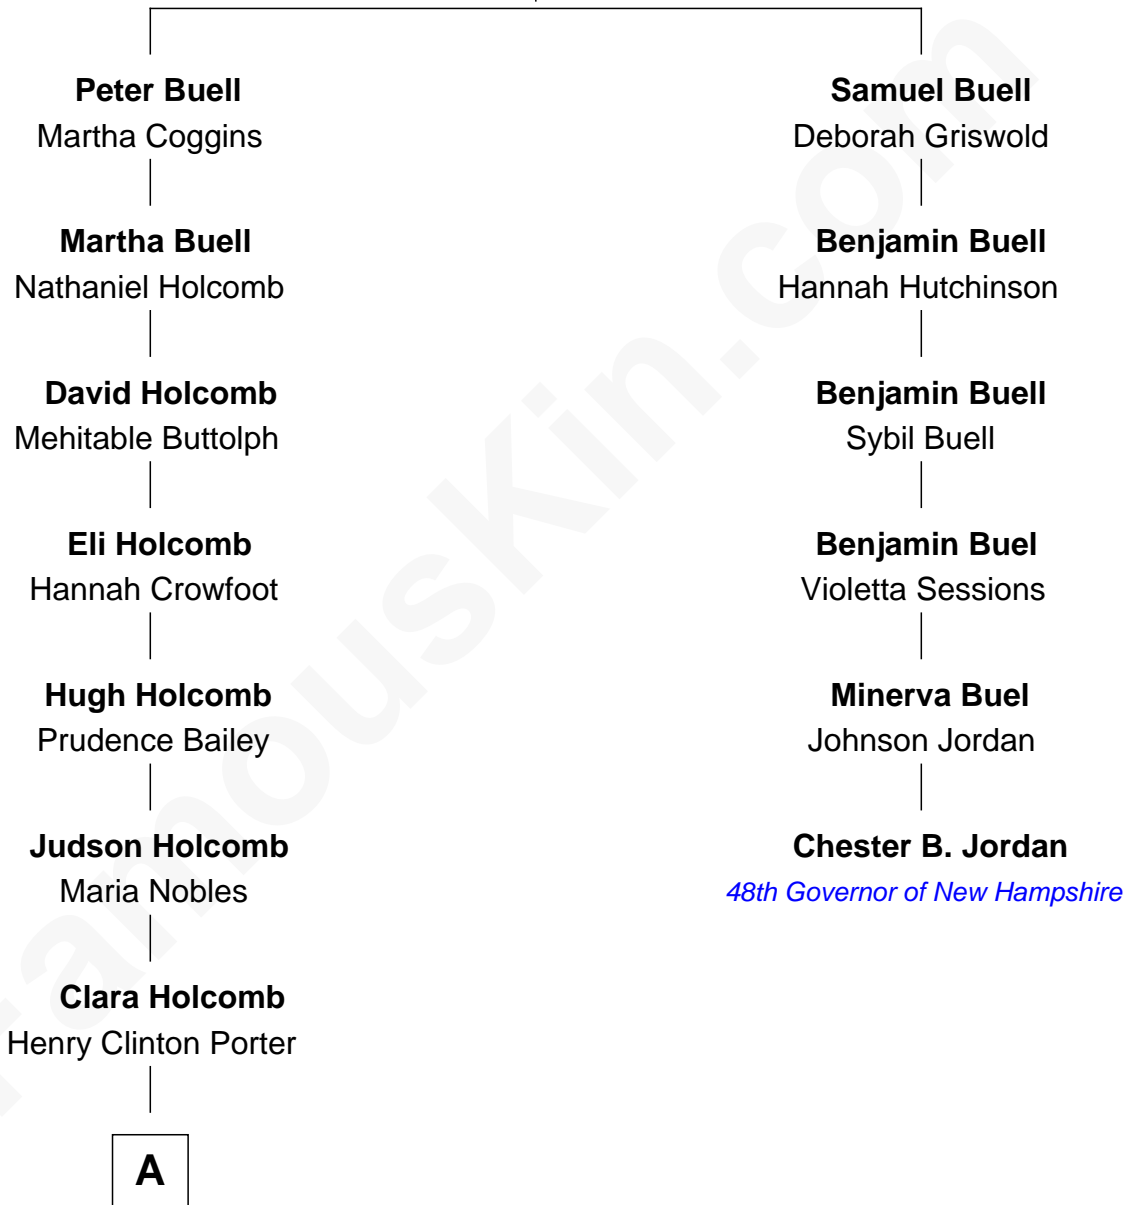 Peter Buell
Martha Coggins
Martha Buell
Nathaniel Holcomb
David Holcomb
Mehitable Buttolph
Eli Holcomb
Hannah Crowfoot
Hugh Holcomb
Prudence Bailey
Judson Holcomb
Maria Nobles
Clara Holcomb
Henry Clinton Porter
A
Samuel Buell
Deborah Griswold
Benjamin Buell
Hannah Hutchinson
Benjamin Buell
Sybil Buell
Benjamin Buel
Violetta Sessions
Minerva Buel
Johnson Jordan
Chester B. Jordan
48th Governor of New Hampshire
FamousKin.com